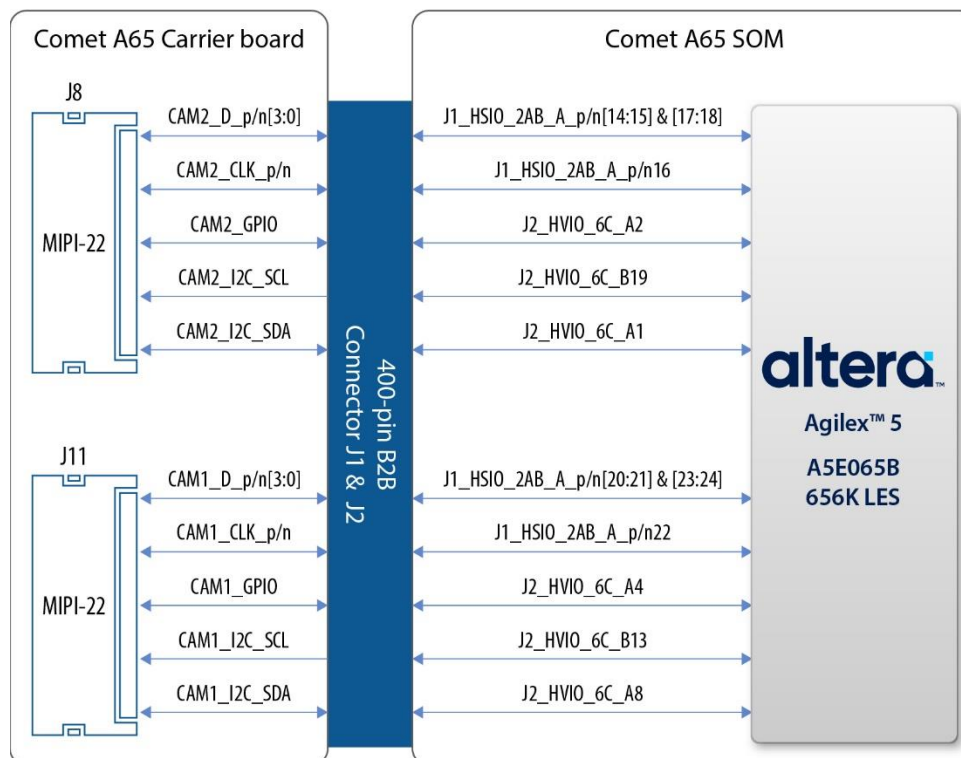 Comet A65 Carrier board
Comet A65 SOM
J8
MIPI-22
CAM2_D_p/n[3:0]
CAM2_CLK_p/n
CAM2_GPIO
CAM2_I2C_SCL
CAM2_I2C_SDA
J11
MIPI-22
CAM1_D_p/n[3:0]
CAM1_CLK_p/n
CAM1_GPIO
CAM1_I2C_SCL
CAM1_I2C_SDA
400-pin B2B
Connector J1 & J2
J1_HSIO_2AB_A_p/n[14:15] & [17:18]
J1_HSIO_2AB_A_p/n16
J2_HVIO_6C_A2
J2_HVIO_6C_B19
J2_HVIO_6C_A1
J1_HSIO_2AB_A_p/n[20:21] & [23:24]
J1_HSIO_2AB_A_p/n22
J2_HVIO_6C_A4
J2_HVIO_6C_B13
J2_HVIO_6C_A8
altera™
Agilex™ 5
A5E065B
656K LES